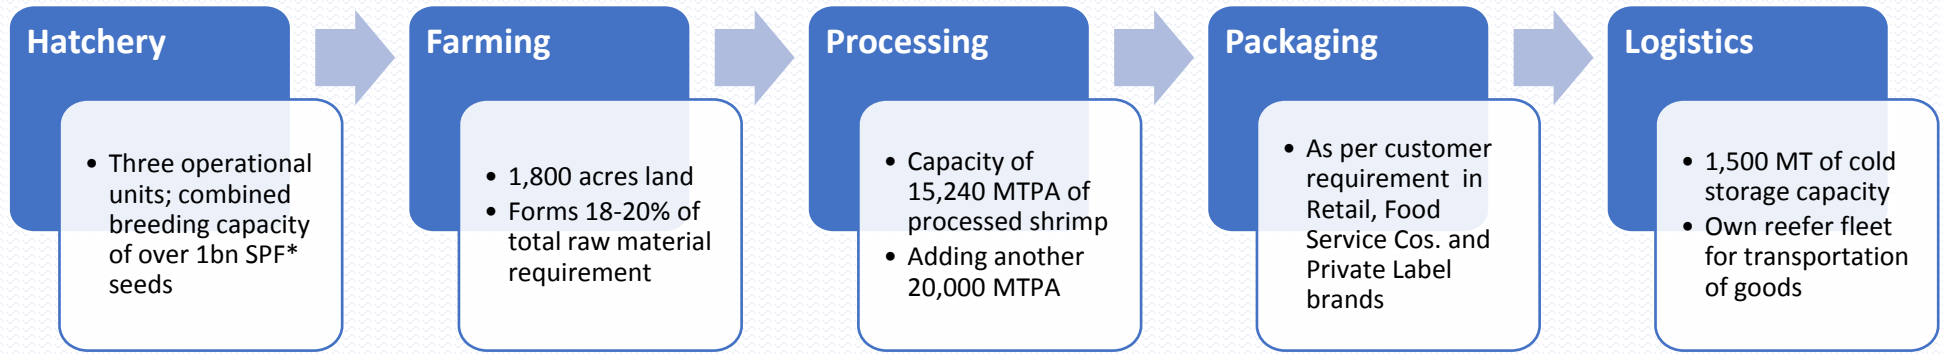 Hatchery
• Three operational
units; combined
breeding capacity
of over 1bn SPF*
seeds
Farming
• 1,800 acres land
• Forms 18-20% of
total raw material
requirement
Processing
• Capacity of
15,240 MTPA of
processed shrimp
• Adding another
20,000 MTPA
Packaging
• As per customer
requirement in
Retail, Food
Service Cos. and
Private Label
brands
Logistics
• 1,500 MT of cold
storage capacity
• Own reefer fleet
for transportation
of goods